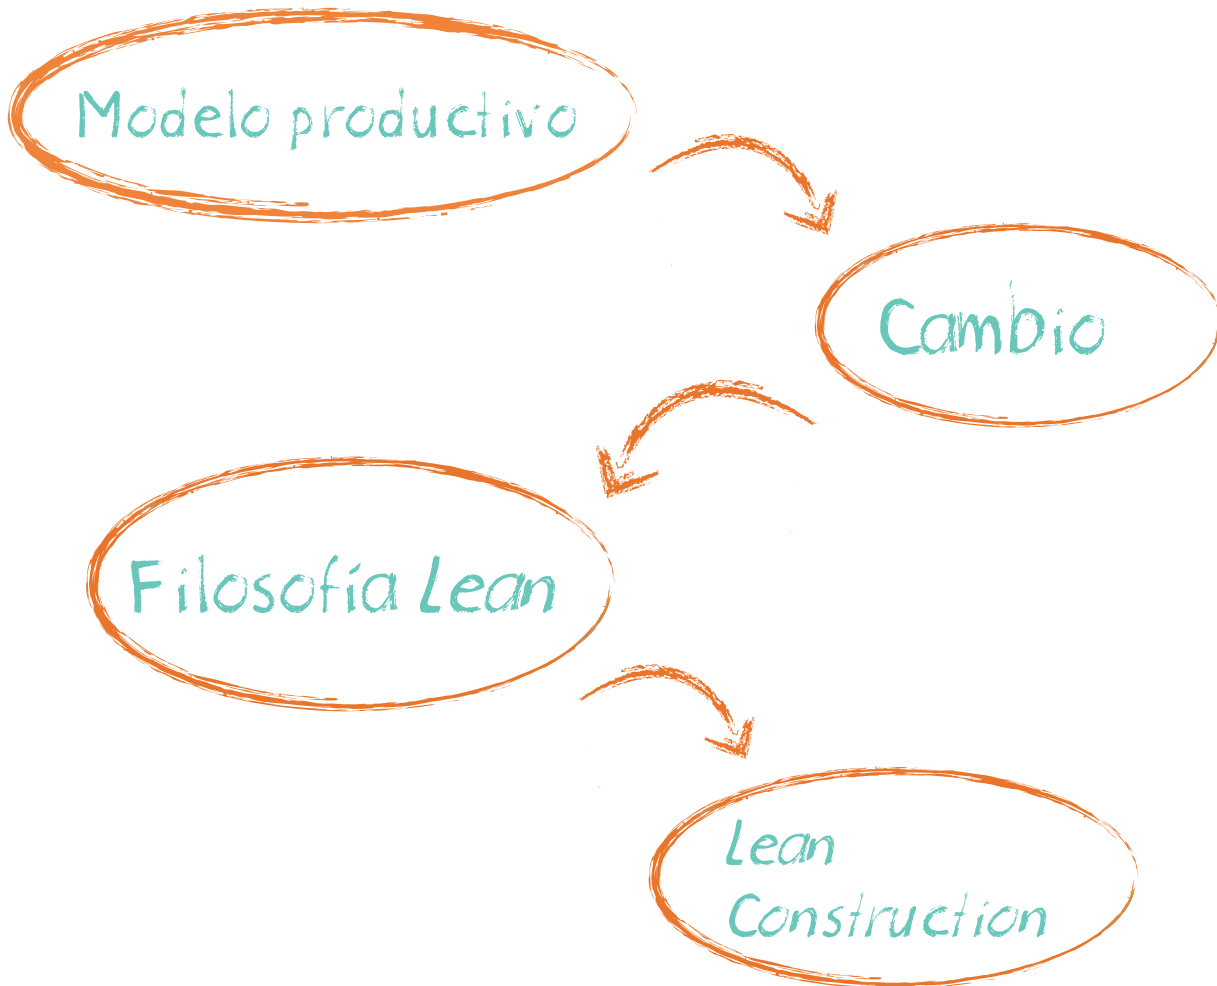 Modelo productivo
Cambio
Filosofía Lean
Lean
Construction